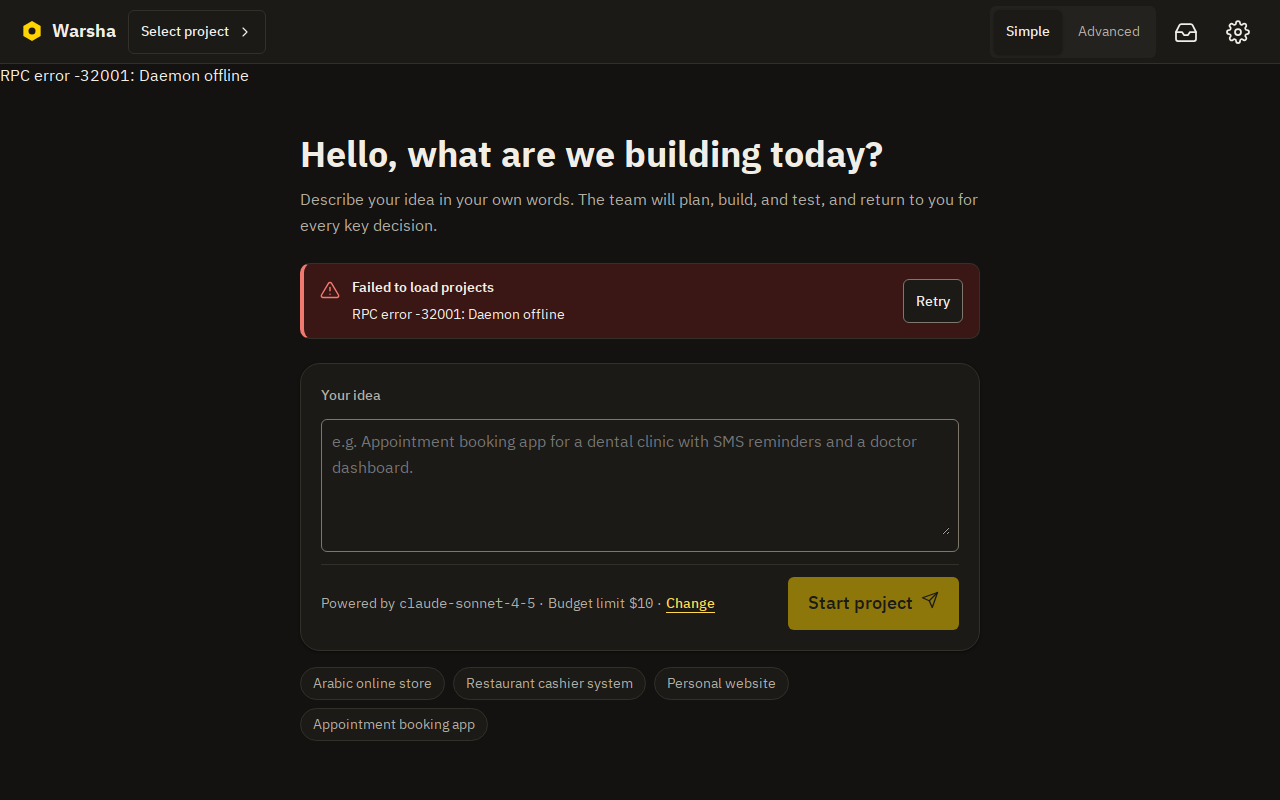 Warsha
Select project
Simple
Advanced
RPC error -32001: Daemon offline
Hello, what are we building today?
Describe your idea in your own words. The team will plan, build, and test, and return to you for
every key decision.
Failed to load projects
RPC error -32001: Daemon offline
Retry
Your idea
e.g. Appointment booking app for a dental clinic with SMS reminders and a doctor
dashboard.
Powered by claude-sonnet-4-5 · Budget limit $10 · Change
Start project
Arabic online store
Restaurant cashier system
Personal website
Appointment booking app